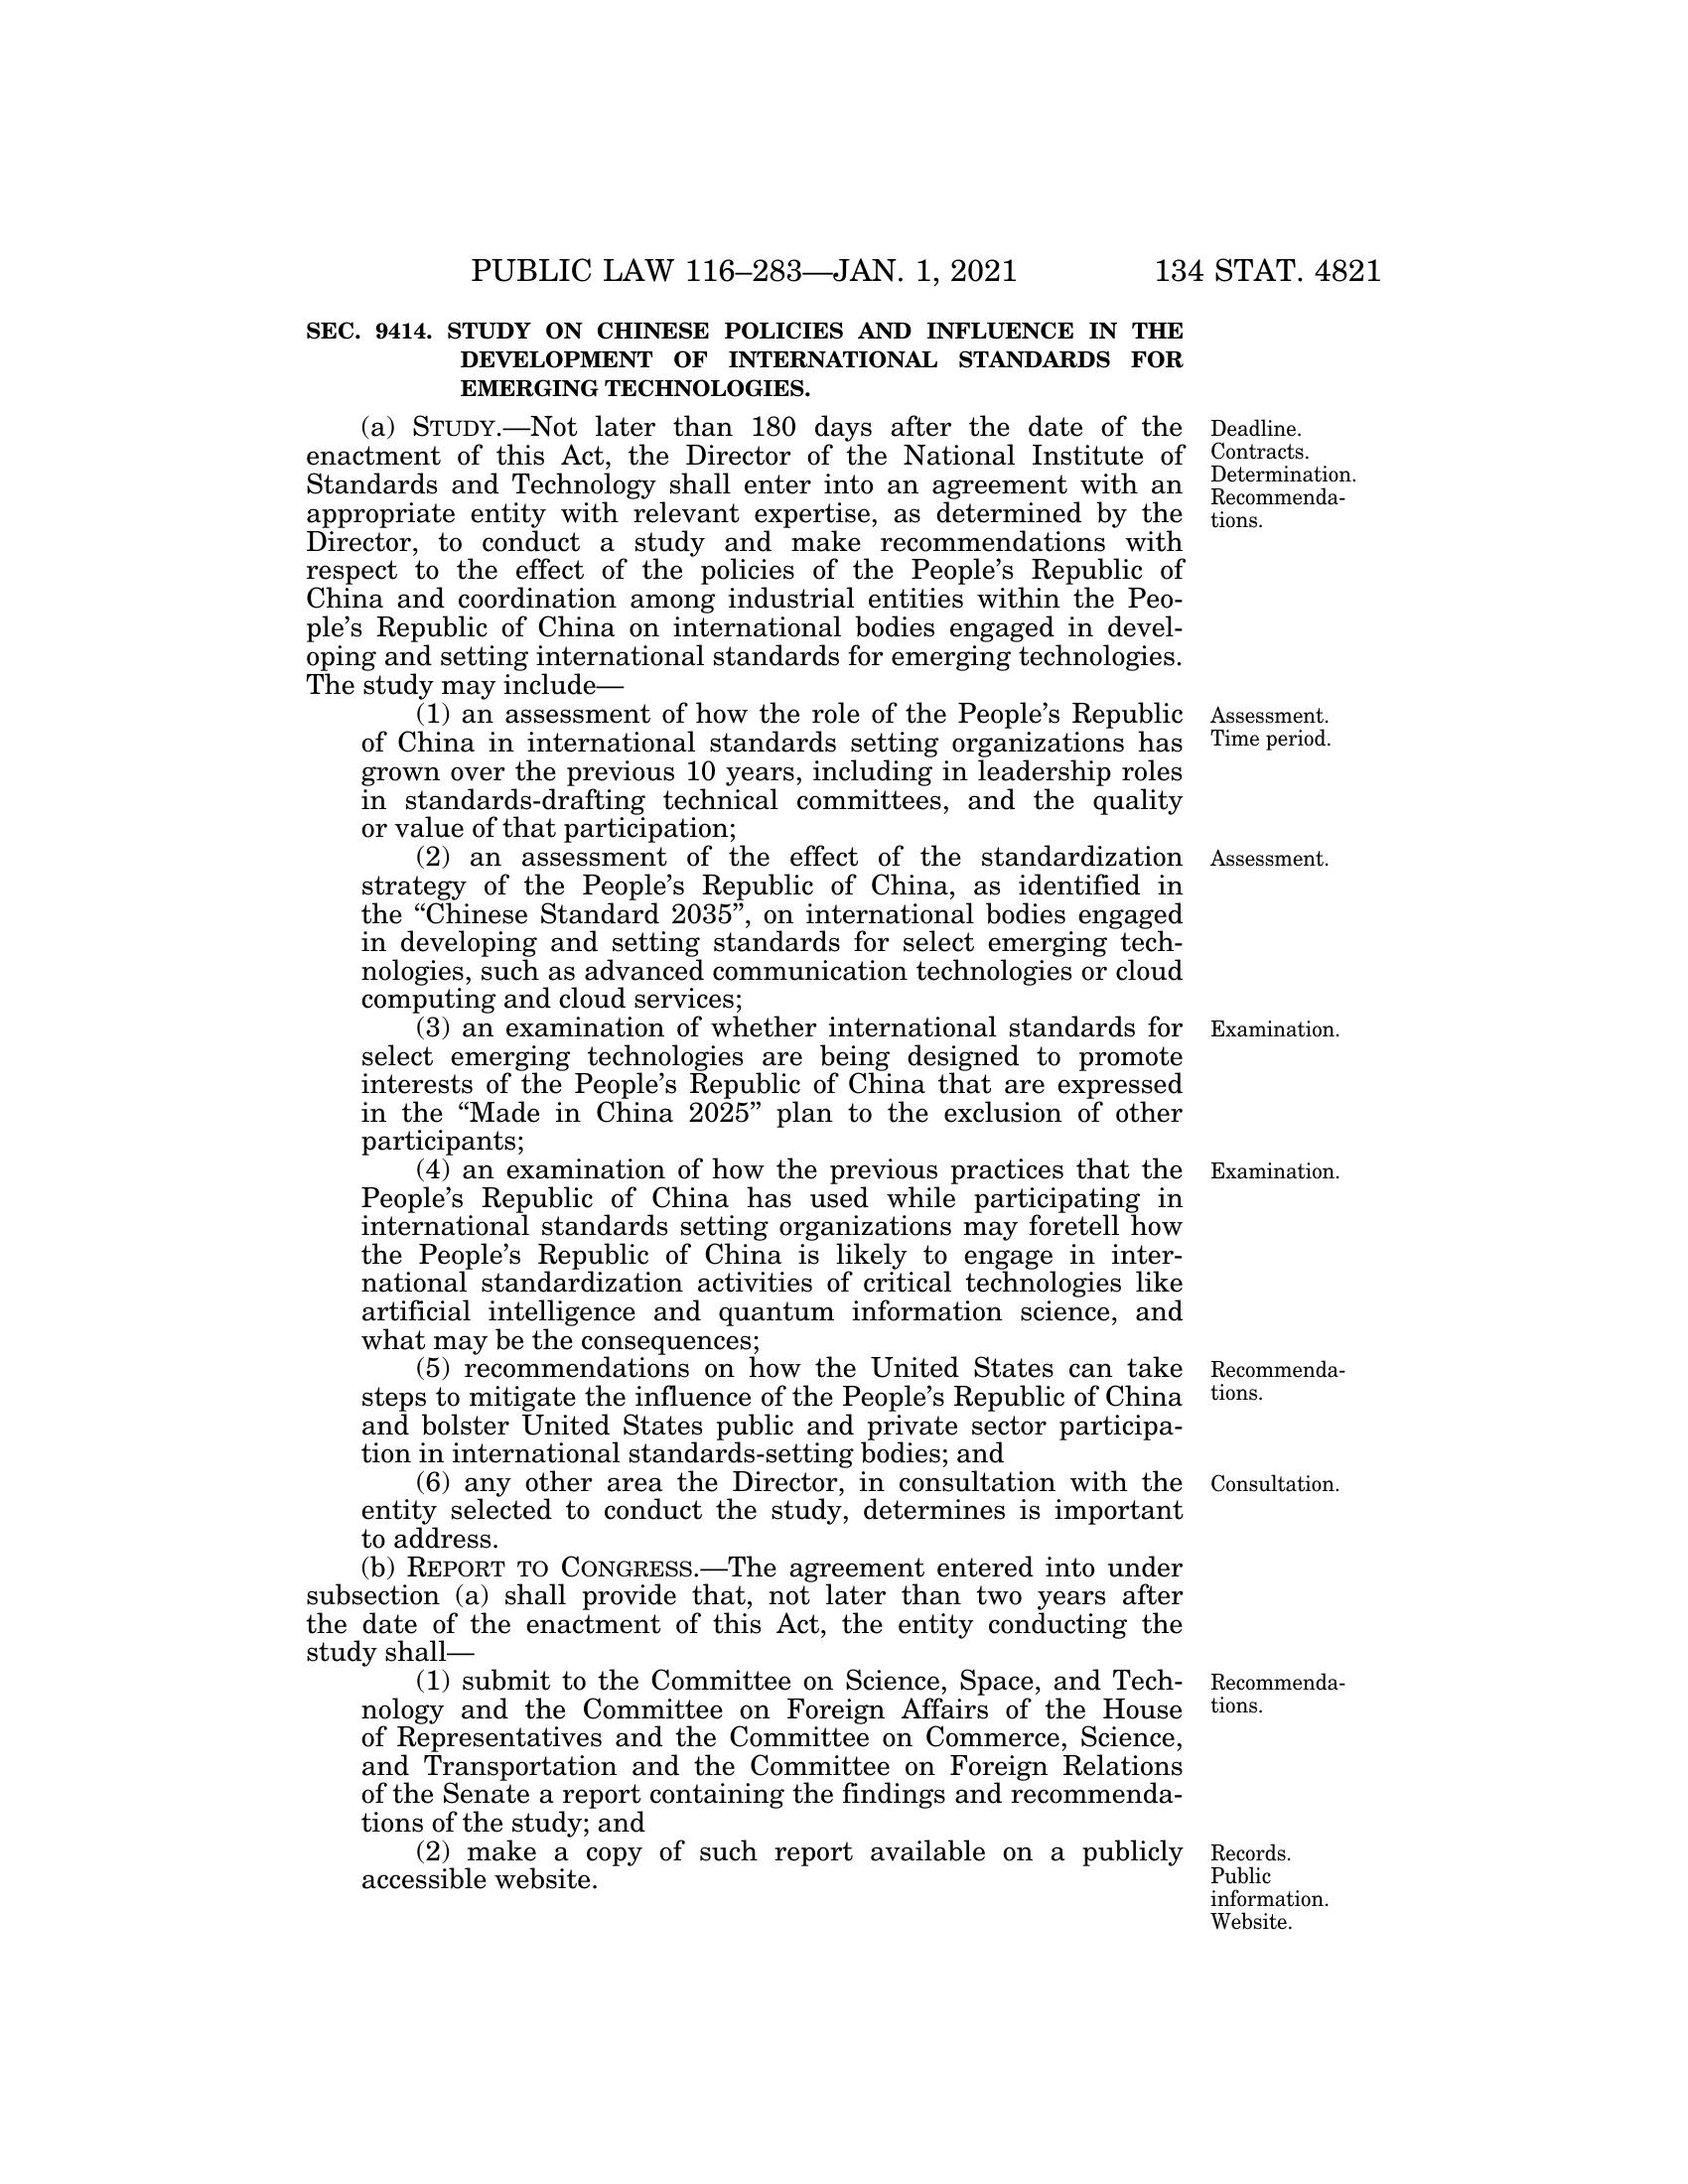 PUBLIC LAW 116–283—JAN. 1, 2021 134 STAT. 4821
SEC. 9414. STUDY ON CHINESE POLICIES AND INFLUENCE IN THE
DEVELOPMENT OF INTERNATIONAL STANDARDS FOR
EMERGING TECHNOLOGIES.
(a) STUDY.—Not later than 180 days after the date of the
enactment of this Act, the Director of the National Institute of
Standards and Technology shall enter into an agreement with an
appropriate entity with relevant expertise, as determined by the
Director, to conduct a study and make recommendations with
respect to the effect of the policies of the People’s Republic of
China and coordination among industrial entities within the Peo-
ple’s Republic of China on international bodies engaged in devel-
oping and setting international standards for emerging technologies.
The study may include—
Deadline.
Contracts.
Determination.
Recommenda-
tions.
(1) an assessment of how the role of the People’s Republic
of China in international standards setting organizations has
grown over the previous 10 years, including in leadership roles
in standards-drafting technical committees, and the quality
or value of that participation;
Assessment.
Time period.
(2) an assessment of the effect of the standardization
strategy of the People’s Republic of China, as identified in
the “Chinese Standard 2035”, on international bodies engaged
in developing and setting standards for select emerging tech-
nologies, such as advanced communication technologies or cloud
computing and cloud services;
Assessment.
(3) an examination of whether international standards for
select emerging technologies are being designed to promote
interests of the People’s Republic of China that are expressed
in the “Made in China 2025” plan to the exclusion of other
participants;
Examination.
(4) an examination of how the previous practices that the
People’s Republic of China has used while participating in
international standards setting organizations may foretell how
the People’s Republic of China is likely to engage in inter-
national standardization activities of critical technologies like
artificial intelligence and quantum information science, and
what may be the consequences;
Examination.
(5) recommendations on how the United States can take
steps to mitigate the influence of the People’s Republic of China
and bolster United States public and private sector participa-
tion in international standards-setting bodies; and
Recommenda-
tions.
(6) any other area the Director, in consultation with the
entity selected to conduct the study, determines is important
to address.
Consultation.
(b) REPORT TO CONGRESS.—The agreement entered into under
subsection (a) shall provide that, not later than two years after
the date of the enactment of this Act, the entity conducting the
study shall—
(1) submit to the Committee on Science, Space, and Tech-
nology and the Committee on Foreign Affairs of the House
of Representatives and the Committee on Commerce, Science,
and Transportation and the Committee on Foreign Relations
of the Senate a report containing the findings and recommenda-
tions of the study; and
Recommenda-
tions.
(2) make a copy of such report available on a publicly
accessible website.
Records.
Public
information.
Website.